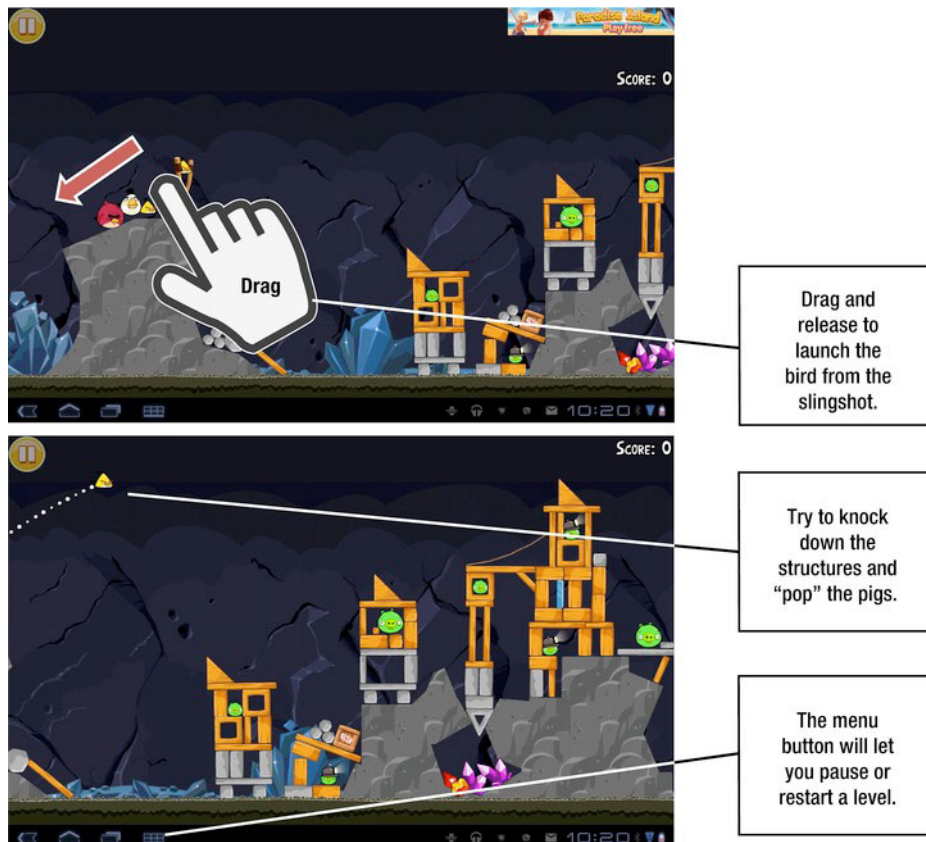 Paradise Island
Play free
SCORE: 0
Drag
Drag and
release to
launch the
bird from the
slingshot.
10:20
SCORE: 0
Try to knock
down the
structures and
“pop” the pigs.
The menu
button will let
you pause or
restart a level.
10:20